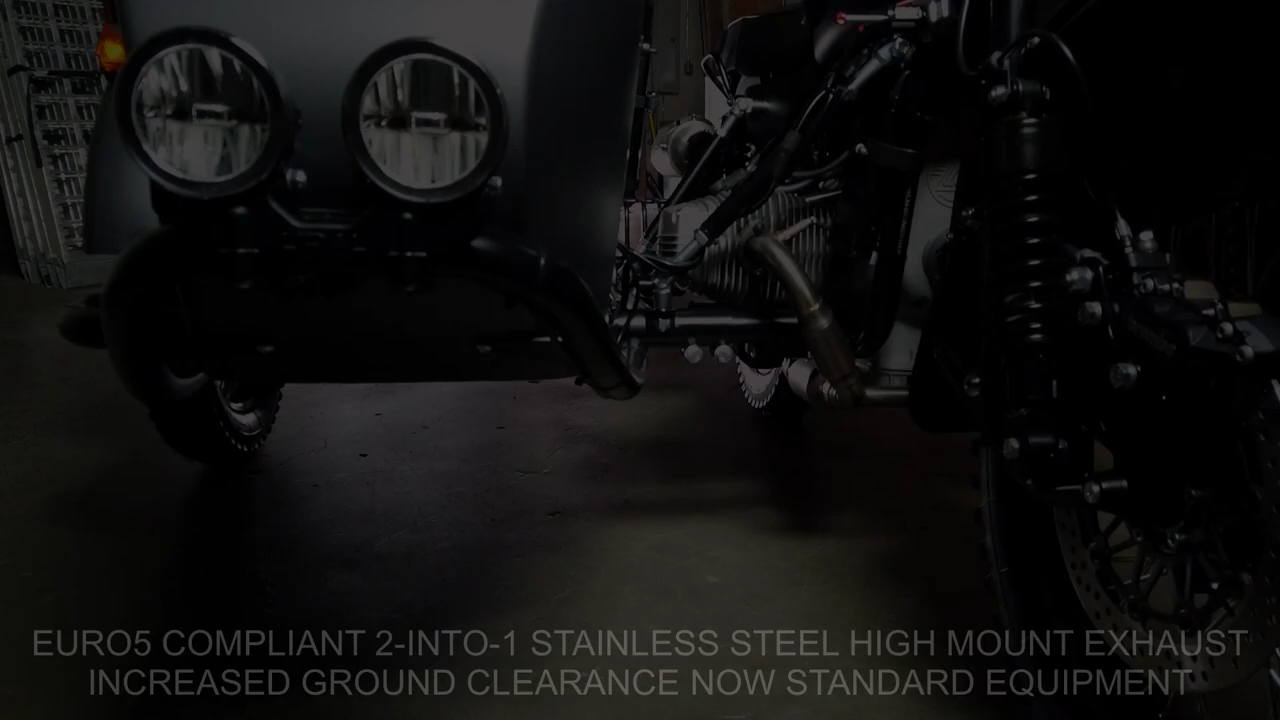 EURO5 COMPLIANT 2-INTO-1 STAINLESS STEEL HIGH MOUNT EXHAUST
INCREASED GROUND CLEARANCE NOW STANDARD EQUIPMENT